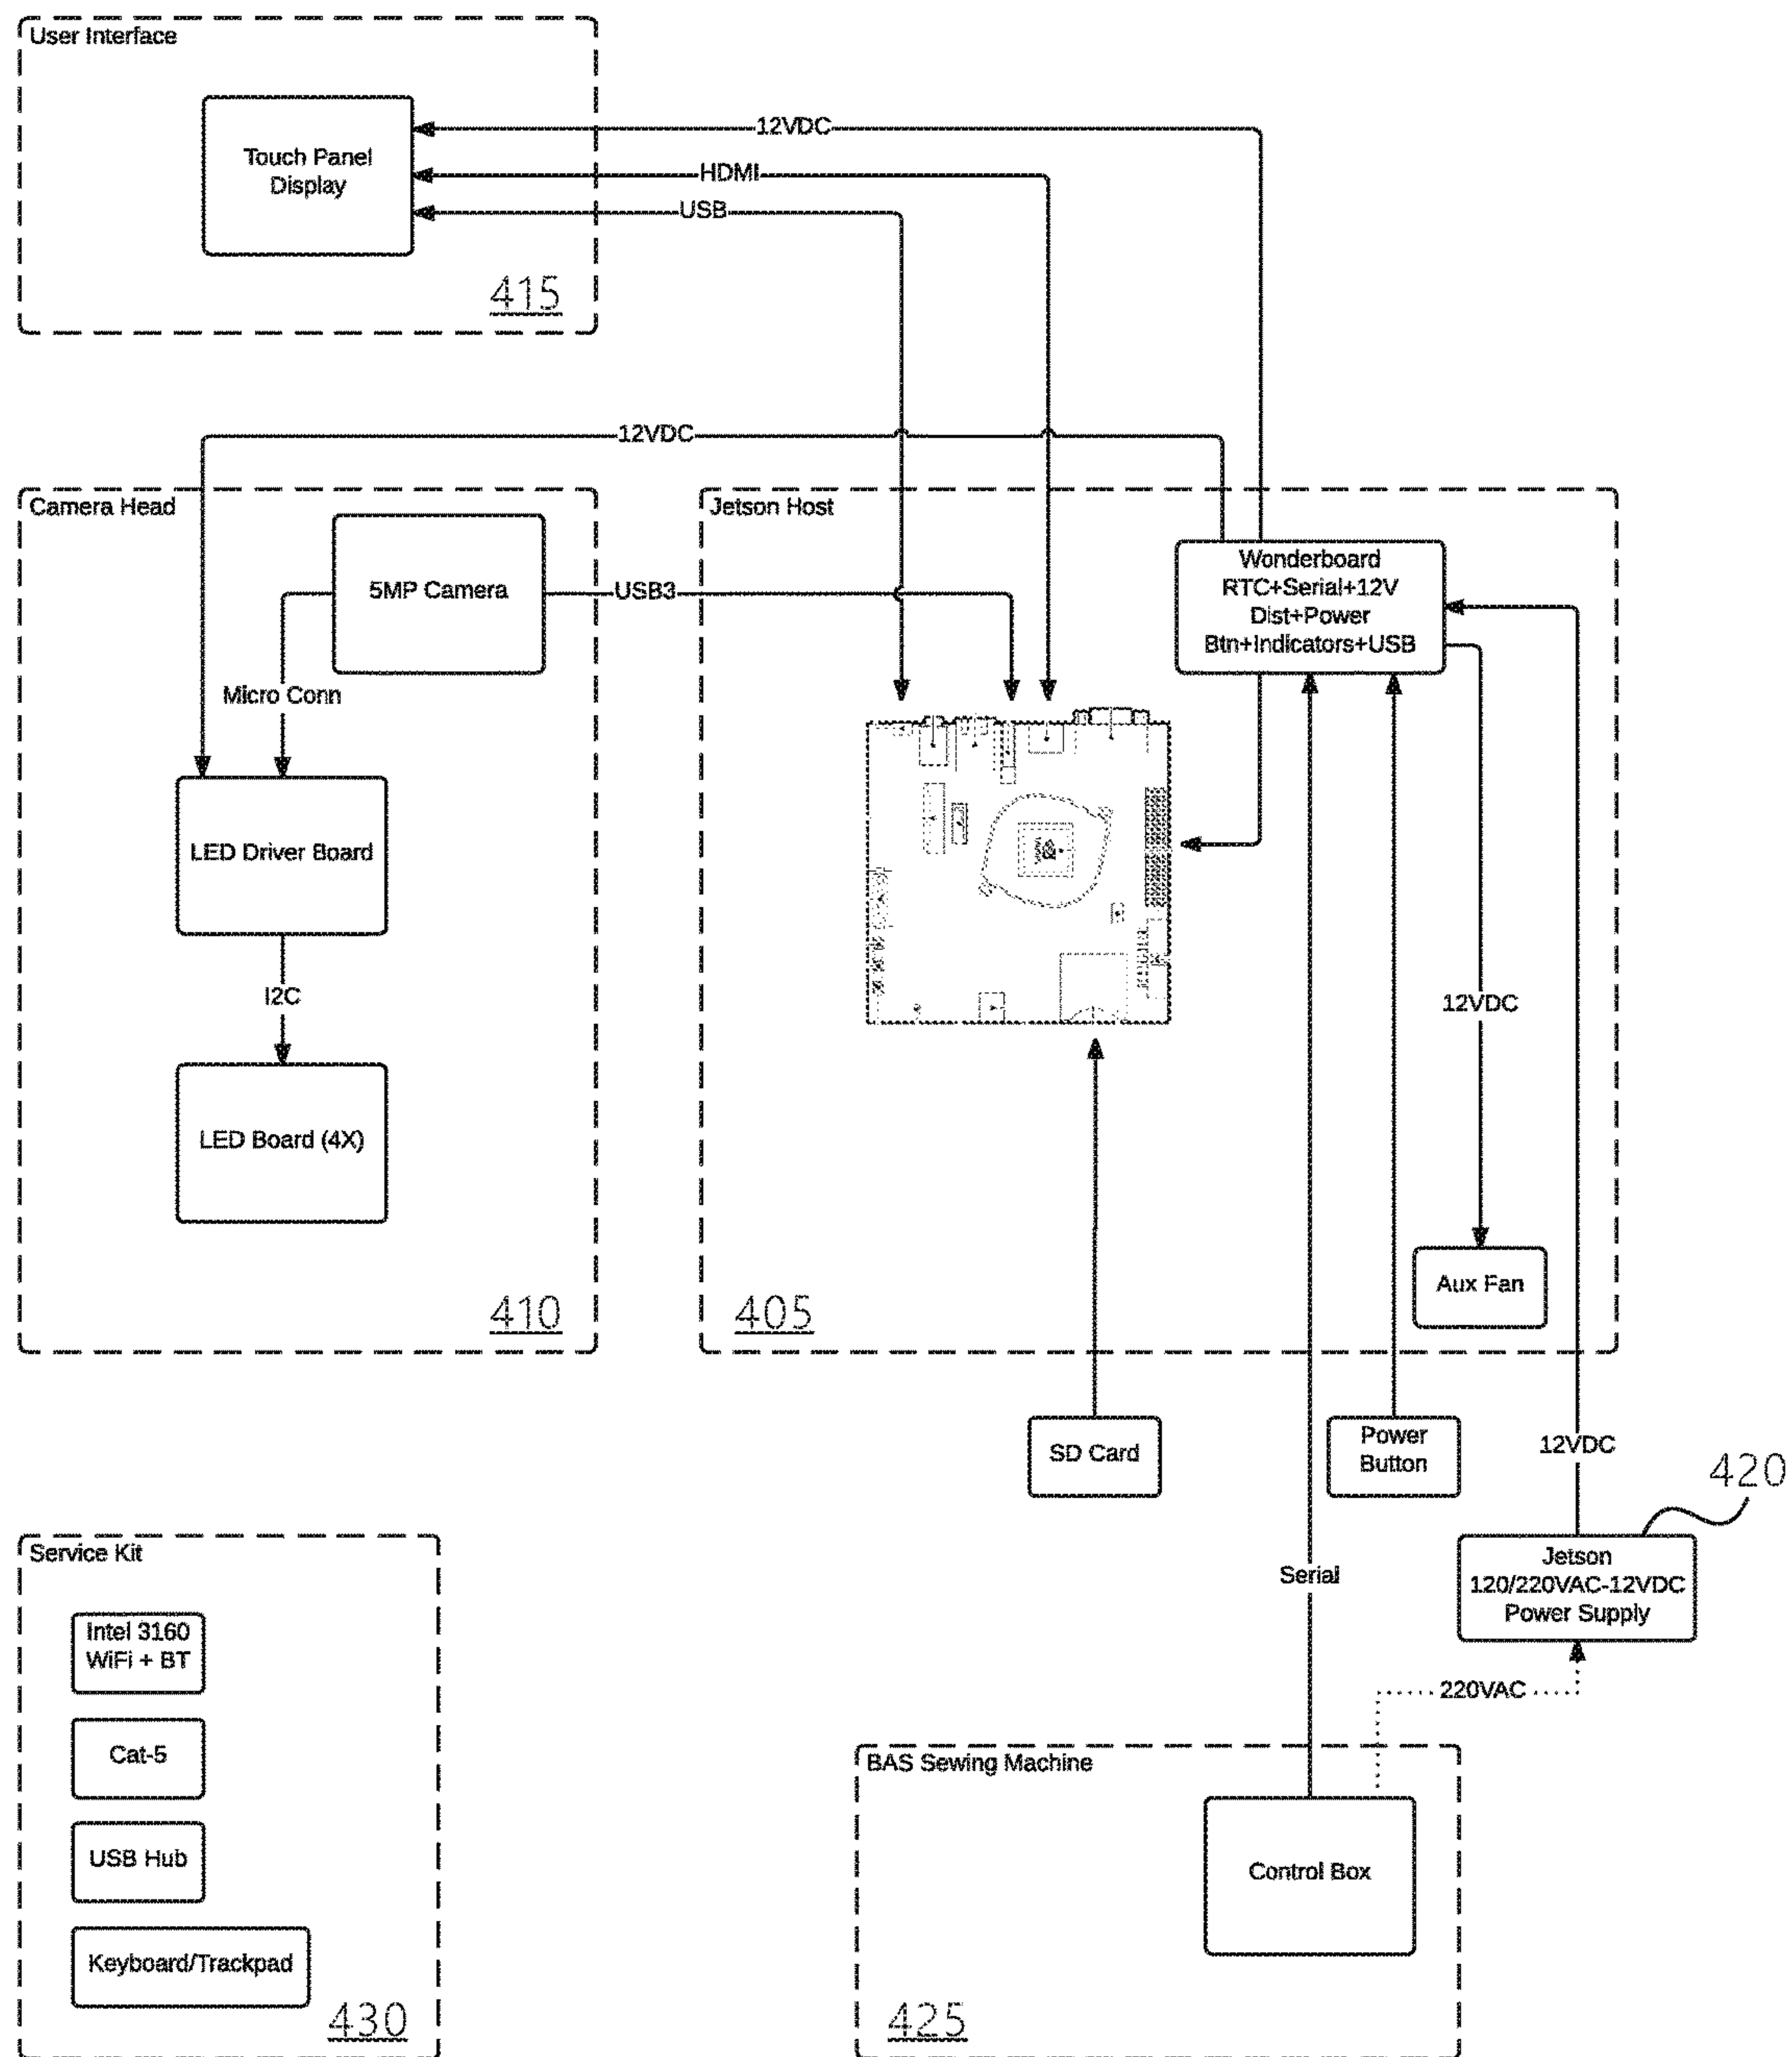 User Interface
Touch Panel
Display
12VDC
HDMI
USB
415
12VDC
Camera Head
5MP Camera
USB3
Micro Conn
LED Driver Board
I2C
LED Board (4X)
410
Jetson Host
Wonderboard
RTC+Serial+12V
Dist+Power
Btn+Indicators+USB
12VDC
Aux Fan
405
SD Card
Power
Button
12VDC
420
Jetson
120/220VAC-12VDC
Power Supply
Serial
220VAC
Service Kit
Intel 3160
WiFi + BT
Cat-5
USB Hub
Keyboard/Trackpad
430
BAS Sewing Machine
Control Box
425